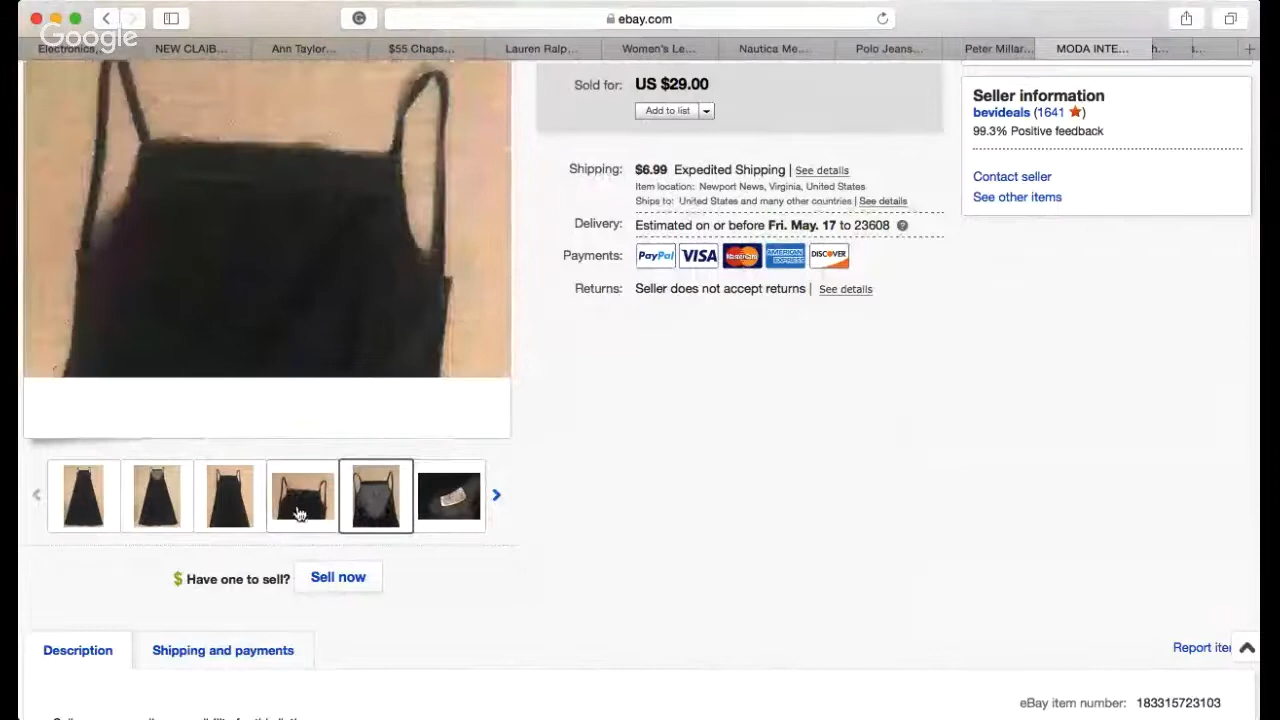 ebay.com
Google
Electronics,
NEW CLAIB...
Ann Taylor...
$55 Chaps...
Lauren Ralp...
Women's Le...
Nautica Me...
Polo Jeans...
Peter Millar...
MODA INTE...
h...
Sold for: US $29.00
Add to list
Shipping: $6.99 Expedited Shipping | See details
Item location: Newport News, Virginia, United States
Ships to: United States and many other countries | See details
Delivery: Estimated on or before Fri. May. 17 to 23608
Payments: PayPal VISA MasterCard AMERICAN EXPRESS DISCOVER
Returns: Seller does not accept returns | See details
Seller information
bevideals (1641 ★)
99.3% Positive feedback
Contact seller
See other items
$ Have one to sell? Sell now
Description
Shipping and payments
Report ite
eBay item number: 183315723103